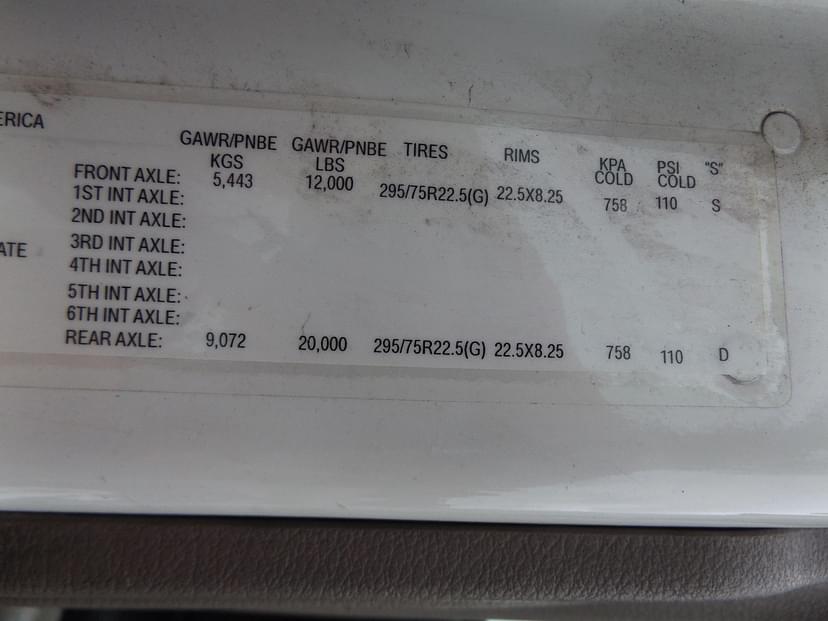 ERICA
GAWR/PNBE GAWR/PNBE TIRES RIMS KPA PSI "S"
KGS LBS COLD COLD
FRONT AXLE: 5,443 12,000 295/75R22.5(G) 22.5X8.25 758 110 S
1ST INT AXLE:
2ND INT AXLE:
3RD INT AXLE:
ATE
4TH INT AXLE:
5TH INT AXLE:
6TH INT AXLE:
REAR AXLE: 9,072 20,000 295/75R22.5(G) 22.5X8.25 758 110 D